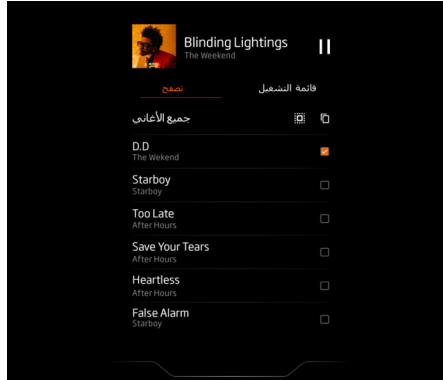 Blinding Lightings
The Weekend
تصفح
قائمة التشغيل
جميع الأغاني
D.D
The Wekend
Starboy
Starboy
Too Late
After Hours
Save Your Tears
After Hours
Heartless
After Hours
False Alarm
Starboy